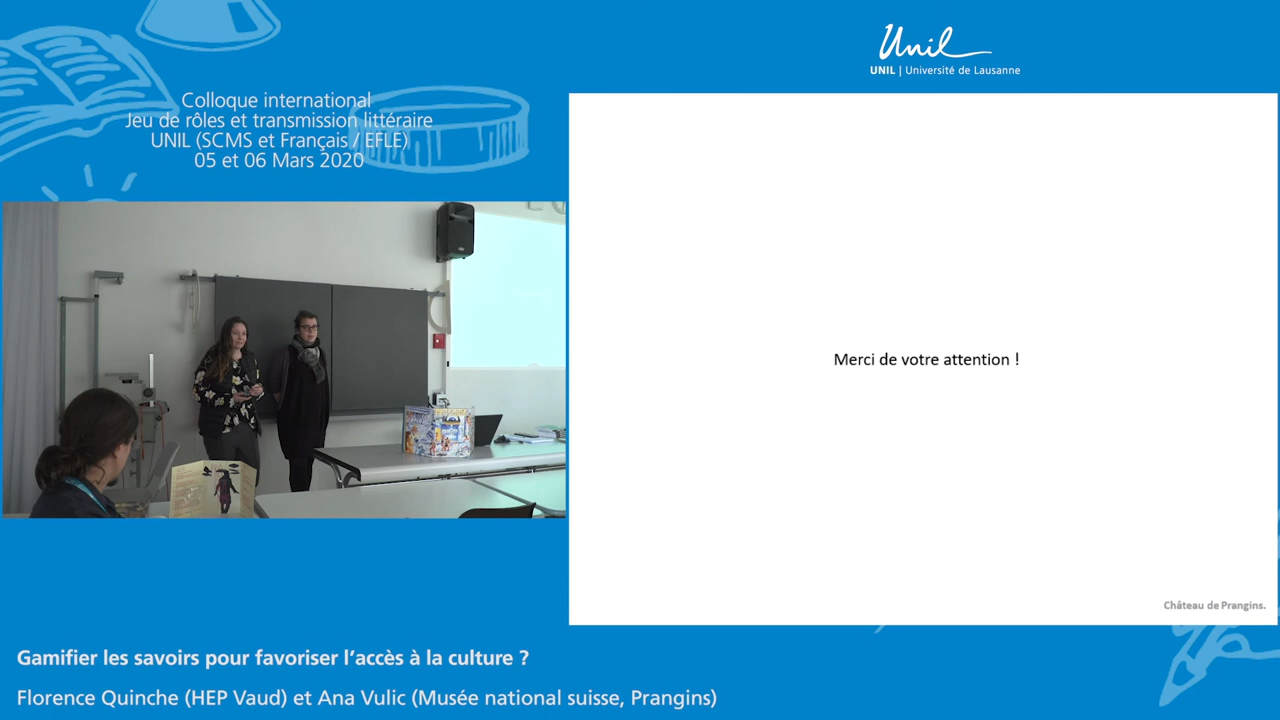 Unil
UNIL | Université de Lausanne
Colloque international
Jeu de rôles et transmission littéraire
UNIL (SCMS et Français / EFLE)
05 et 06 Mars 2020
Merci de votre attention !
Château de Prangins.
Gamifier les savoirs pour favoriser l'accès à la culture ?
Florence Quinche (HEP Vaud) et Ana Vulic (Musée national suisse, Prangins)